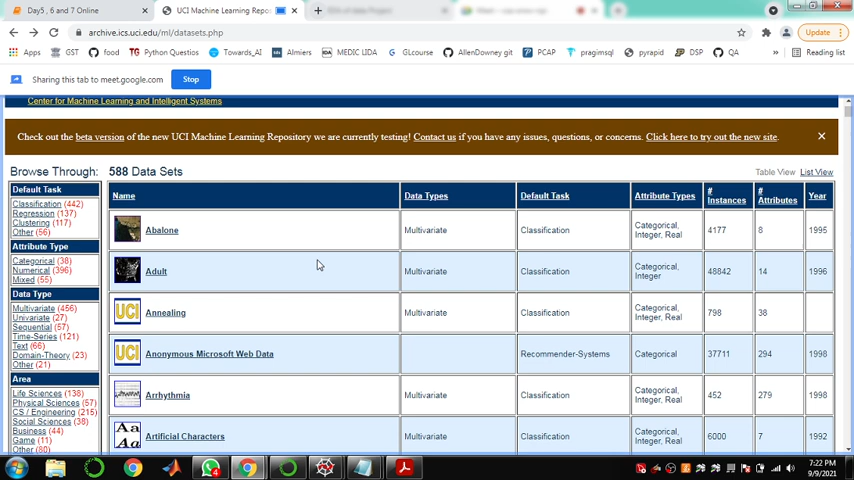 Day5 , 6 and 7 Online
UCI Machine Learning Repo
archive.ics.uci.edu/ml/datasets.php
Update
Apps
GST
food
Python Questions
Towards_AI
Almiers
MEDIC LIDA
GLcourse
AllenDowney git
PCAP
pragimsql
pyrapid
DSP
QA
»
Reading list
Sharing this tab to meet.google.com
Stop
Center for Machine Learning and Intelligent Systems
Check out the beta version of the new UCI Machine Learning Repository we are currently testing! Contact us if you have any issues, questions, or concerns. Click here to try out the new site.
Browse Through:
588 Data Sets
Table View List View
Default Task
Classification (442)
Regression (137)
Clustering (117)
Other (56)
Attribute Type
Categorical (38)
Numerical (396)
Mixed (55)
Data Type
Multivariate (456)
Univariate (27)
Sequential (57)
Time-Series (121)
Text (66)
Domain-Theory (23)
Other (21)
Area
Life Sciences (138)
Physical Sciences (57)
CS / Engineering (215)
Social Sciences (38)
Business (44)
Game (11)
Other (80)
Name Data Types Default Task Attribute Types # Instances # Attributes Year
Abalone Multivariate Classification Categorical, Integer, Real 4177 8 1995
Adult Multivariate Classification Categorical, Integer 48842 14 1996
UCI Annealing Multivariate Classification Categorical, Integer, Real 798 38
UCI Anonymous Microsoft Web Data Recommender-Systems Categorical 37711 294 1998
Arrhythmia Multivariate Classification Categorical, Integer, Real 452 279 1998
Aa Aa Artificial Characters Multivariate Classification Categorical, Integer, Real 6000 7 1992
7:22 PM
9/9/2021